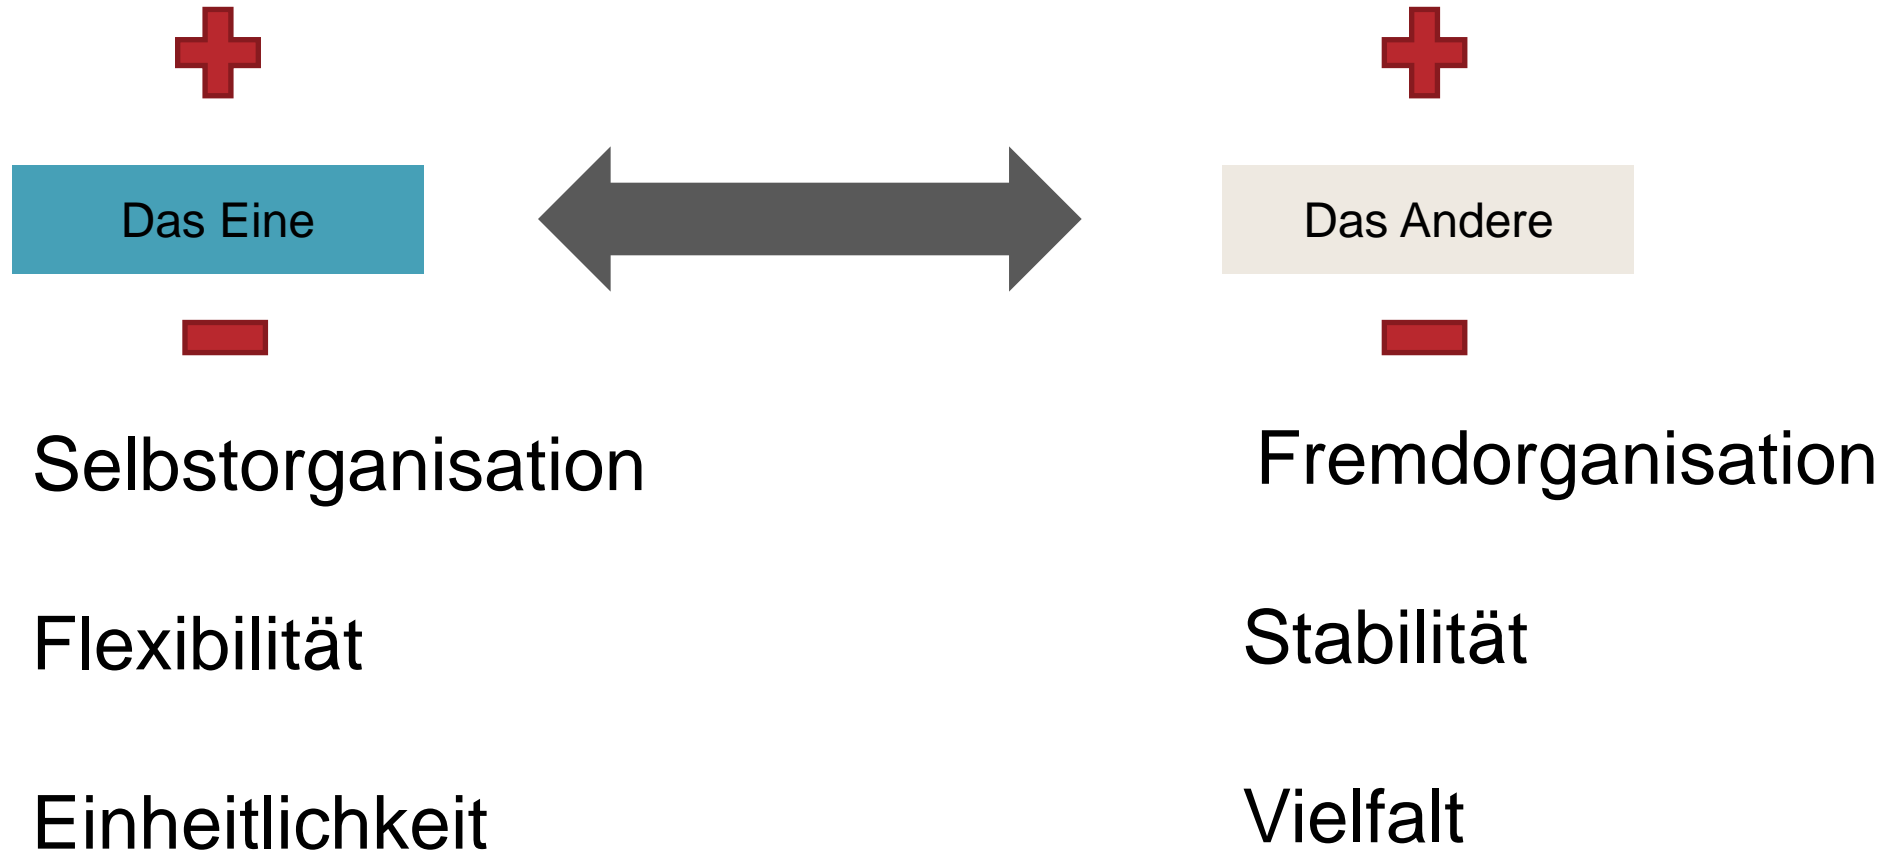 Das Eine
Das Andere
Selbstorganisation
Fremdorganisation
Flexibilität
Stabilität
Einheitlichkeit
Vielfalt